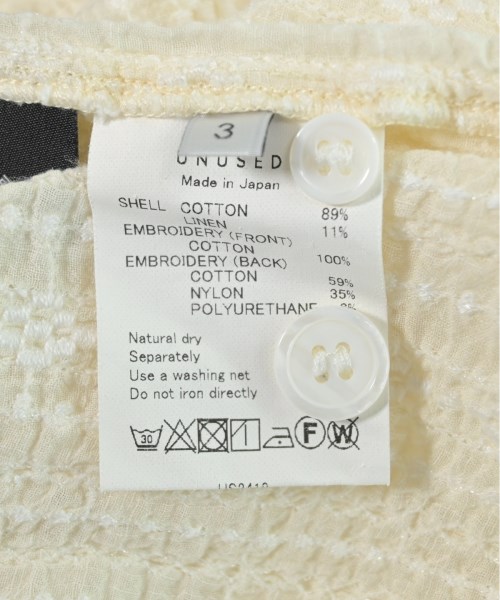 3
UNUSED
Made in Japan
SHELL COTTON 89%
LINEN 11%
EMBROIDERY (FRONT)
COTTON 100%
EMBROIDERY (BACK)
COTTON 59%
NYLON 35%
POLYURETHANE
Natural dry
Separately
Use a washing net
Do not iron directly
30 F W